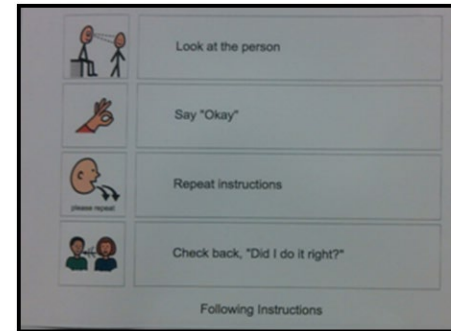 Look at the person
Say "Okay"
please repeat
Repeat instructions
Check back, "Did I do it right?"
Following Instructions